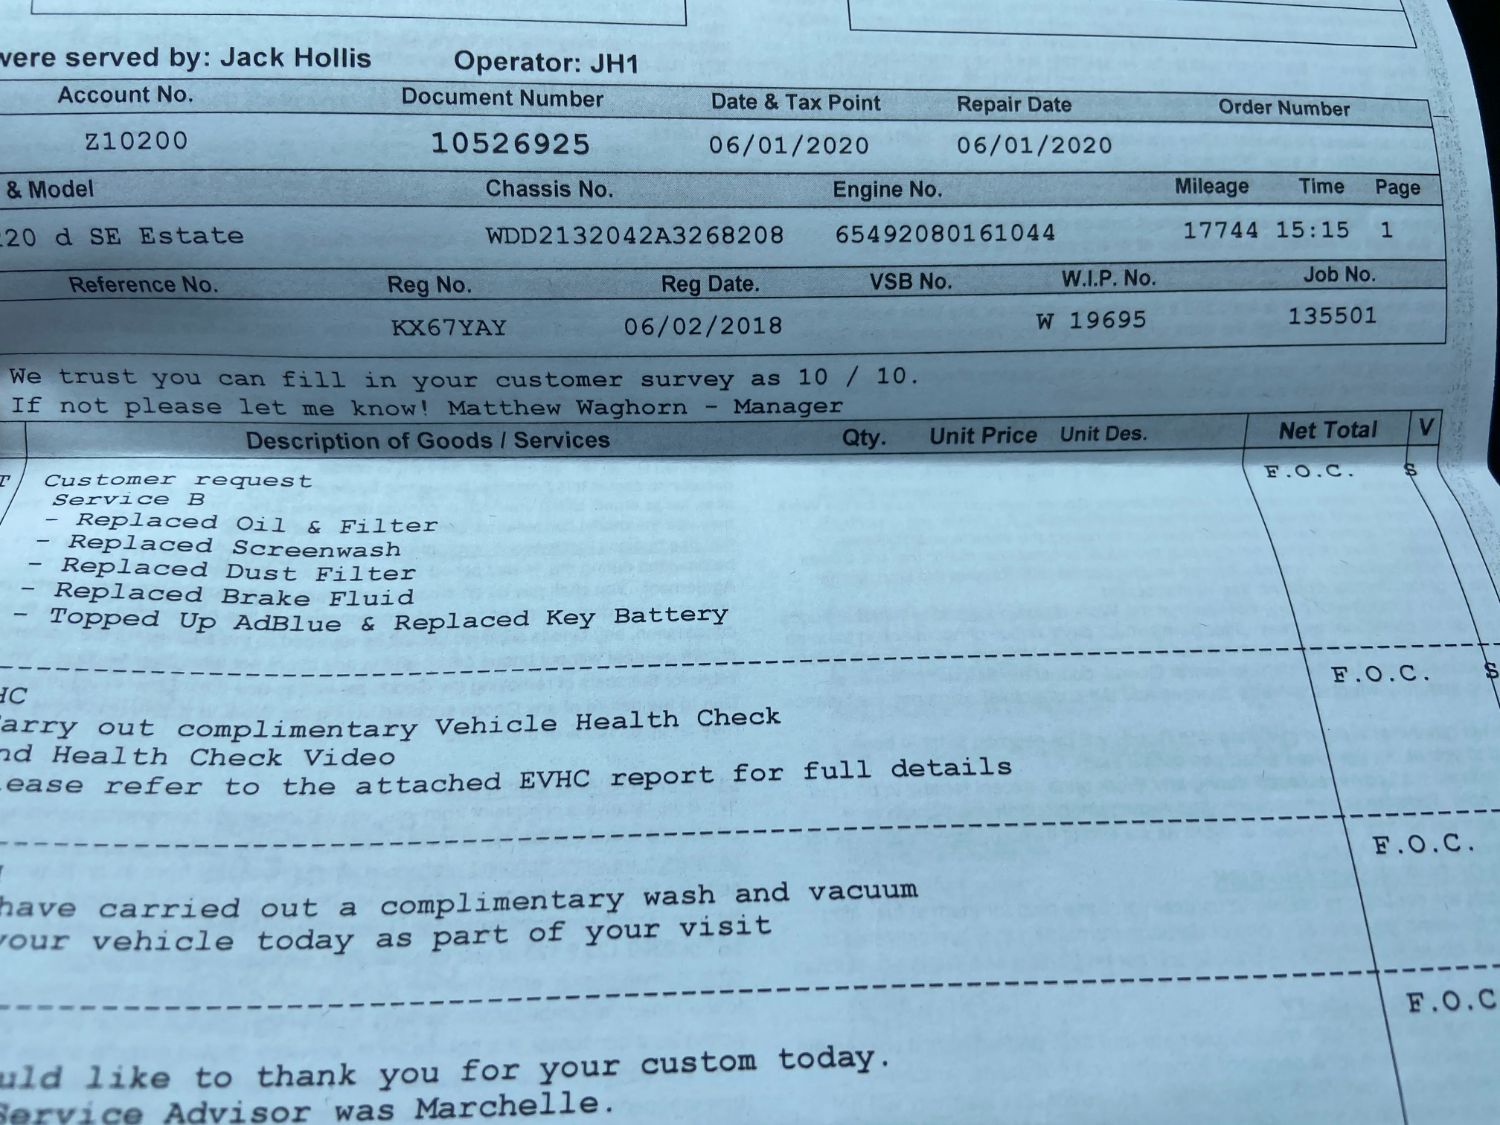 were served by: Jack Hollis Operator: JH1
Account No. Document Number Date & Tax Point Repair Date Order Number
Z10200 10526925 06/01/2020 06/01/2020
& Model Chassis No. Engine No. Mileage Time Page
220 d SE Estate WDD2132042A3268208 65492080161044 17744 15:15 1
Reference No. Reg No. Reg Date. VSB No. W.I.P. No. Job No.
KX67YAY 06/02/2018 W 19695 135501
We trust you can fill in your customer survey as 10 / 10.
If not please let me know! Matthew Waghorn - Manager
Description of Goods / Services Qty. Unit Price Unit Des. Net Total V
T Customer request F.O.C. S
Service B
- Replaced Oil & Filter
- Replaced Screenwash
- Replaced Dust Filter
- Replaced Brake Fluid
- Topped Up AdBlue & Replaced Key Battery
HC F.O.C. S
Carry out complimentary Vehicle Health Check
and Health Check Video
lease refer to the attached EVHC report for full details
F.O.C.
have carried out a complimentary wash and vacuum
your vehicle today as part of your visit
F.O.C
uld like to thank you for your custom today.
Service Advisor was Marchelle.